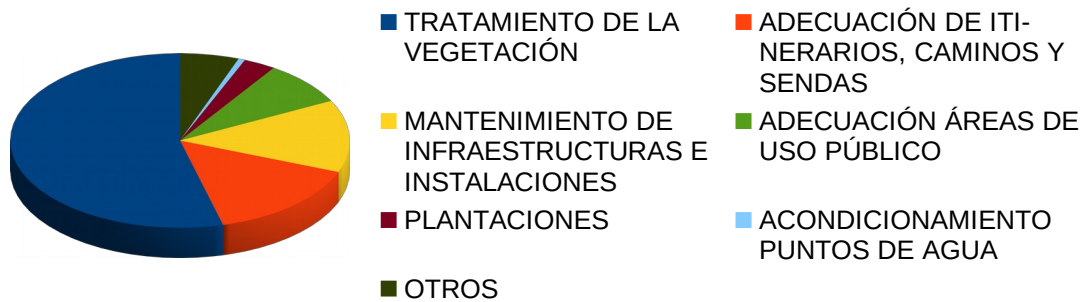 TRATAMIENTO DE LA
VEGETACIÓN
ADECUACIÓN DE ITI-
NERARIOS, CAMINOS Y
SENDAS
MANTENIMIENTO DE
INFRAESTRUCTURAS E
INSTALACIONES
ADECUACIÓN ÁREAS DE
USO PÚBLICO
PLANTACIONES
ACONDICIONAMIENTO
PUNTOS DE AGUA
OTROS